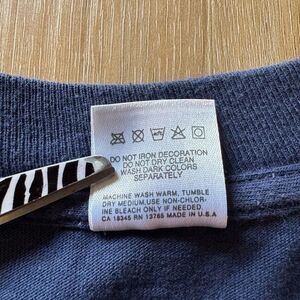 DO NOT IRON DECORATION
DO NOT DRY CLEAN
WASH DARK COLORS
SEPARATELY
MACHINE WASH WARM, TUMBLE
DRY MEDIUM,USE NON-CHLOR-
INE BLEACH ONLY IF NEEDED.
CA 18345 RN 13765 MADE IN U.S.A